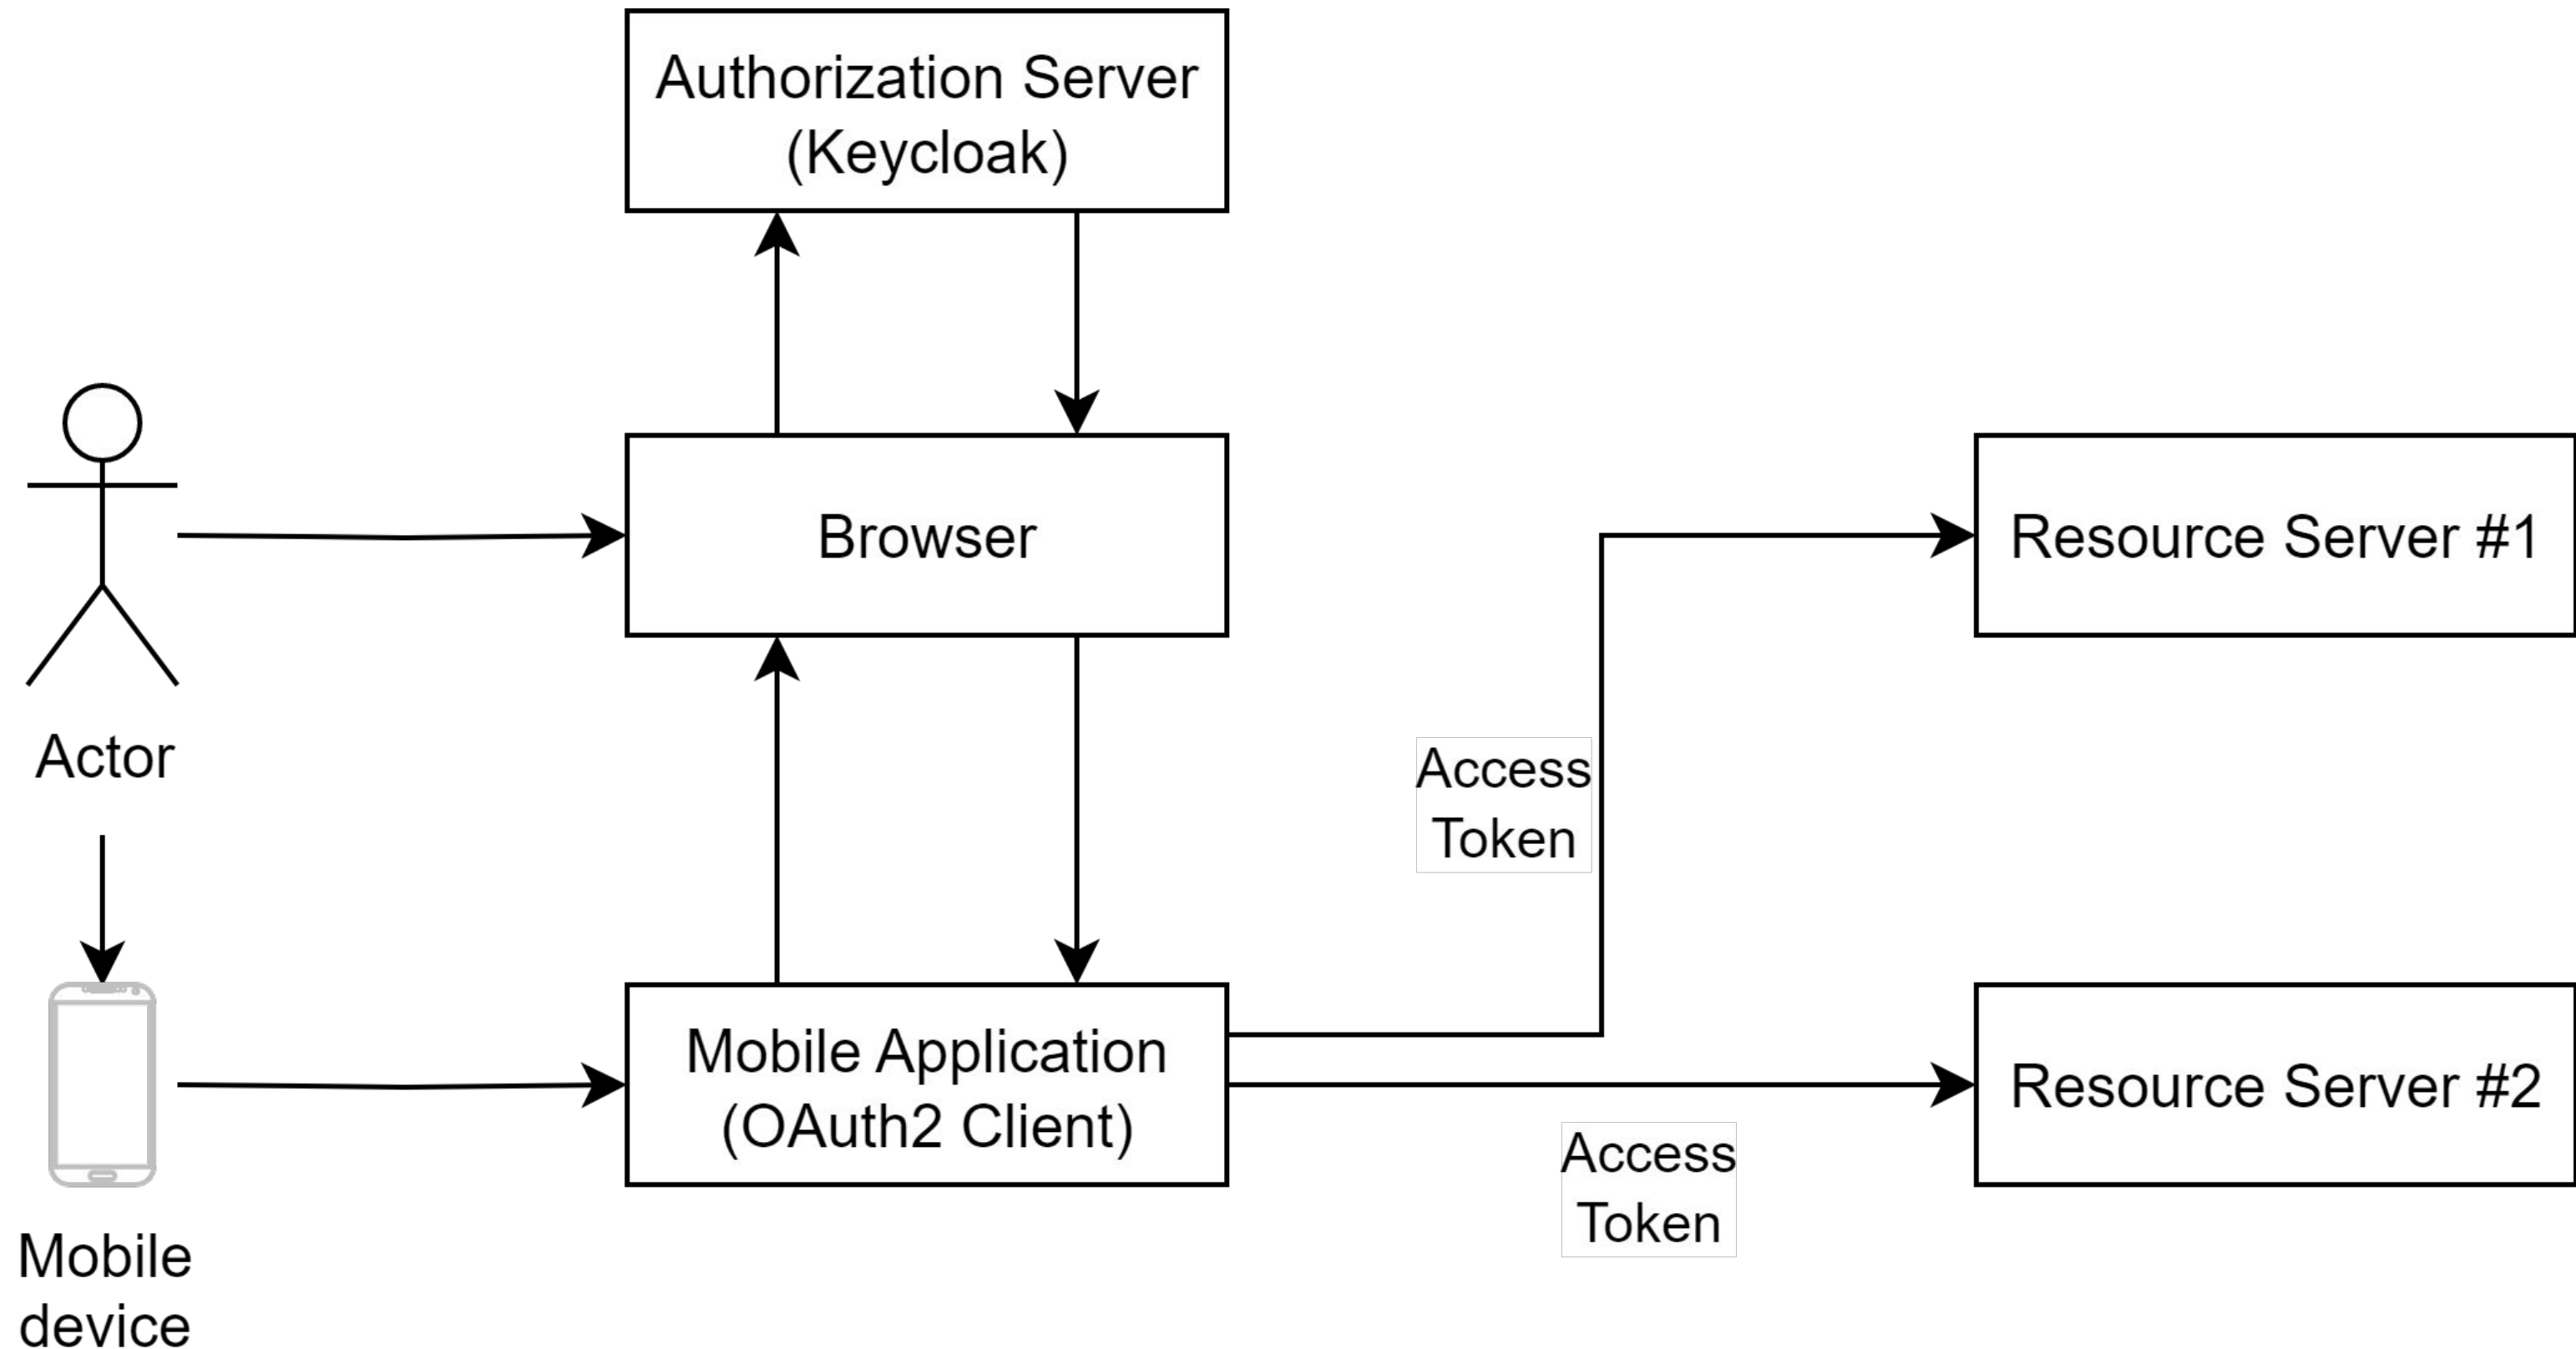 Authorization Server
(Keycloak)
Browser
Resource Server #1
Actor
Access
Token
Mobile Application
(OAuth2 Client)
Resource Server #2
Access
Token
Mobile
device